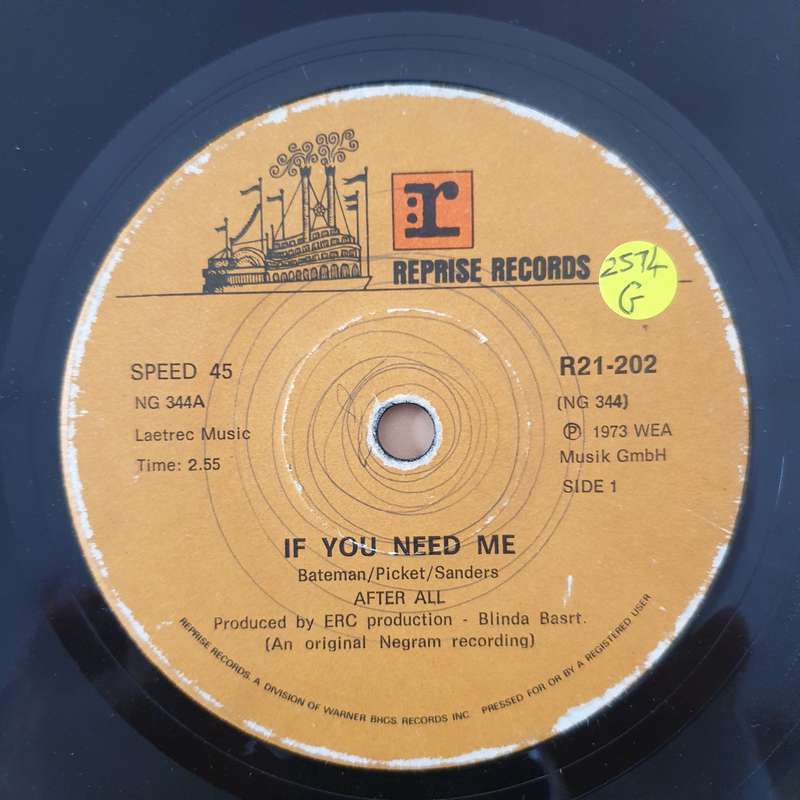 r
REPRISE RECORDS
2574
G
SPEED 45
NG 344A
Laetrec Music
Time: 2.55
R21-202
(NG 344)
Ⓟ 1973 WEA
Musik GmbH
SIDE 1
IF YOU NEED ME
Bateman/Picket/Sanders
AFTER ALL
Produced by ERC production - Blinda Basrt.
(An original Negram recording)
REPRISE RECORDS. A DIVISION OF WARNER BROS. RECORDS INC. PRESSED FOR OR BY A REGISTERED USER